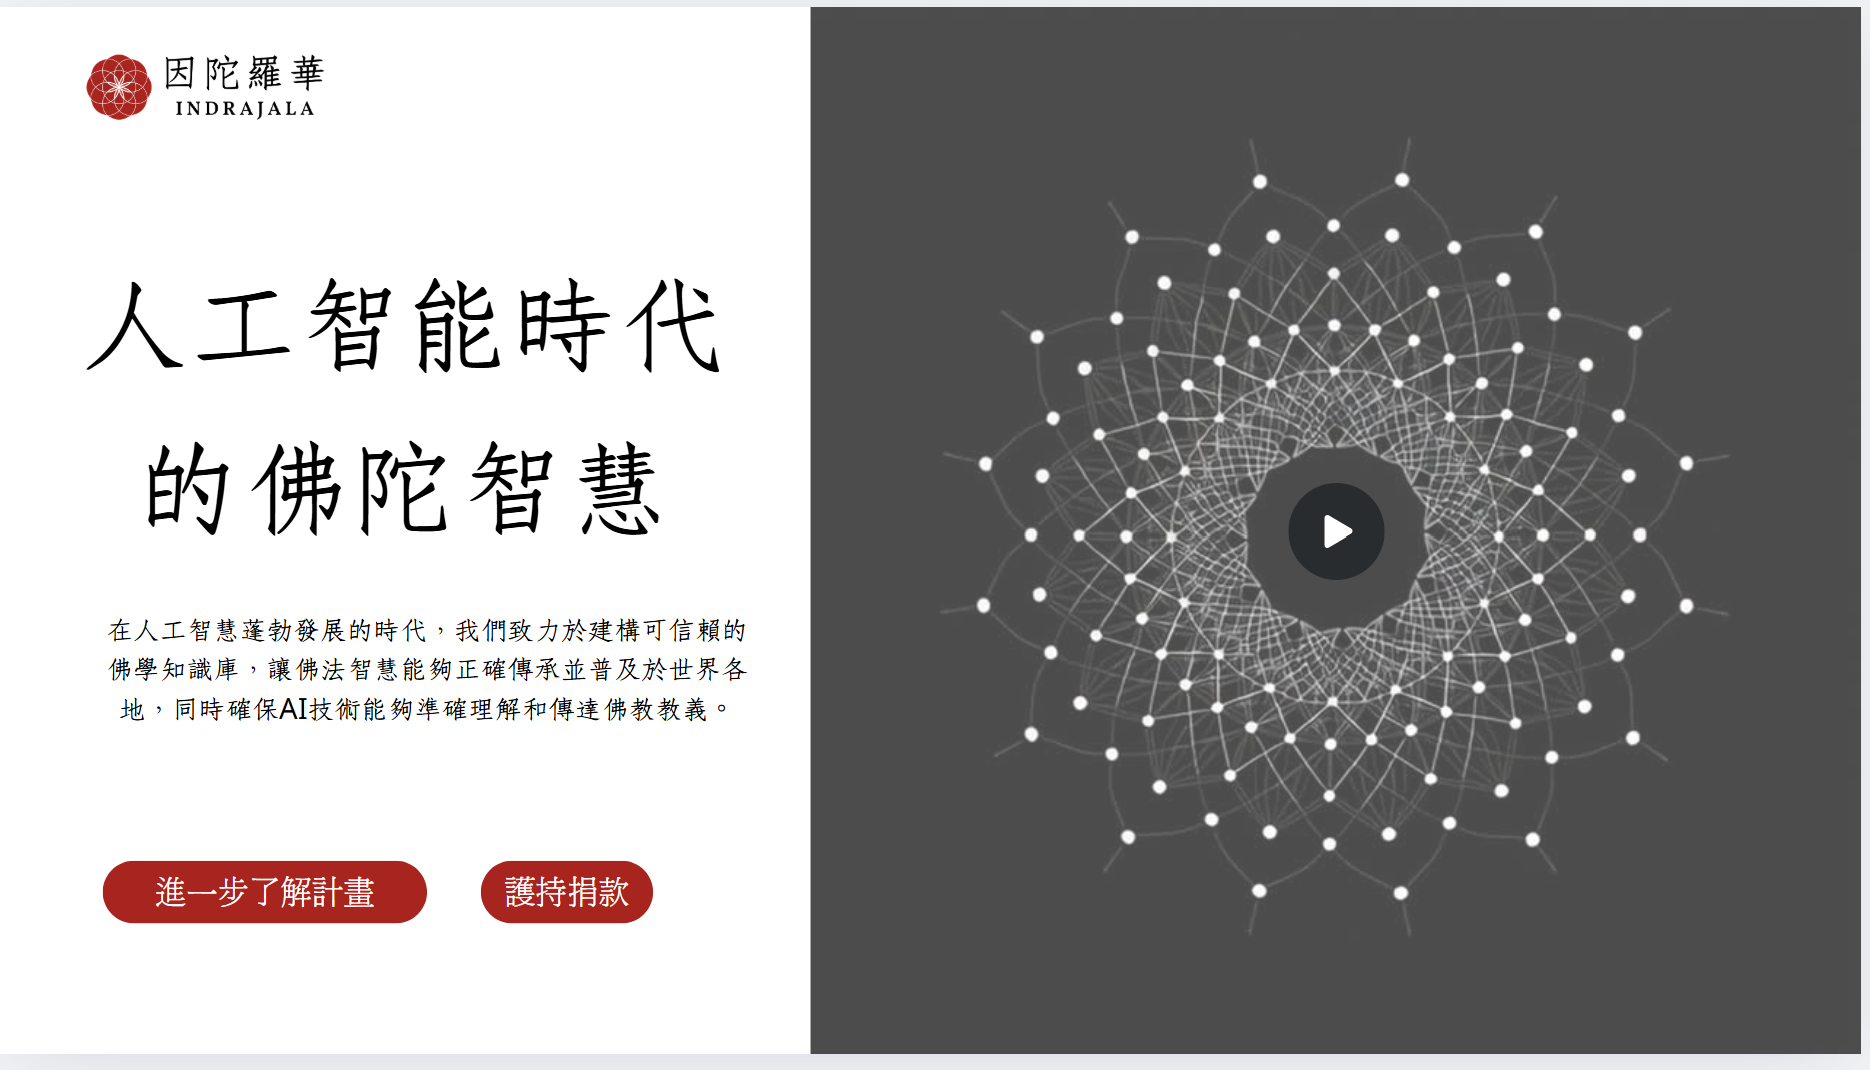 因陀羅華
INDRAJALA
人工智能時代
的佛陀智慧
在人工智慧蓬勃發展的時代，我們致力於建構可信賴的
佛學知識庫，讓佛法智慧能夠正確傳承並普及於世界各
地，同時確保AI技術能夠準確理解和傳達佛教教義。
進一步了解計畫
護持捐款